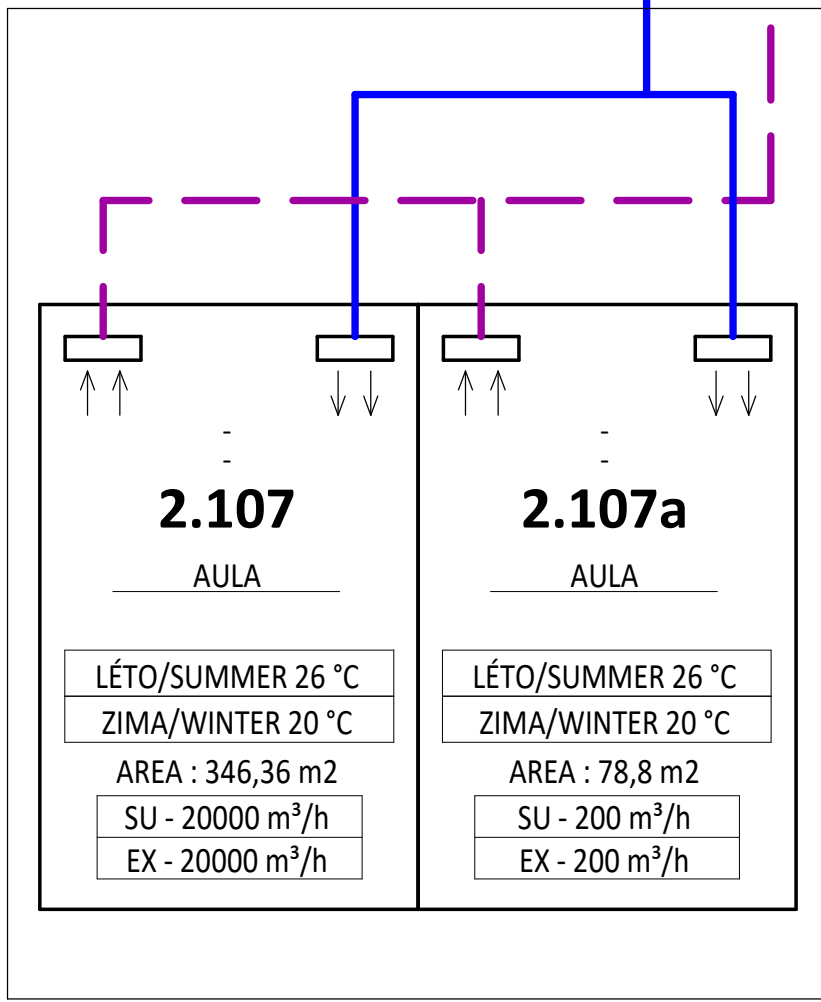 -
-
2.107
AULA
LÉTO/SUMMER 26 °C
ZIMA/WINTER 20 °C
AREA : 346,36 m2
SU - 20000 m³/h
EX - 20000 m³/h
-
-
2.107a
AULA
LÉTO/SUMMER 26 °C
ZIMA/WINTER 20 °C
AREA : 78,8 m2
SU - 200 m³/h
EX - 200 m³/h